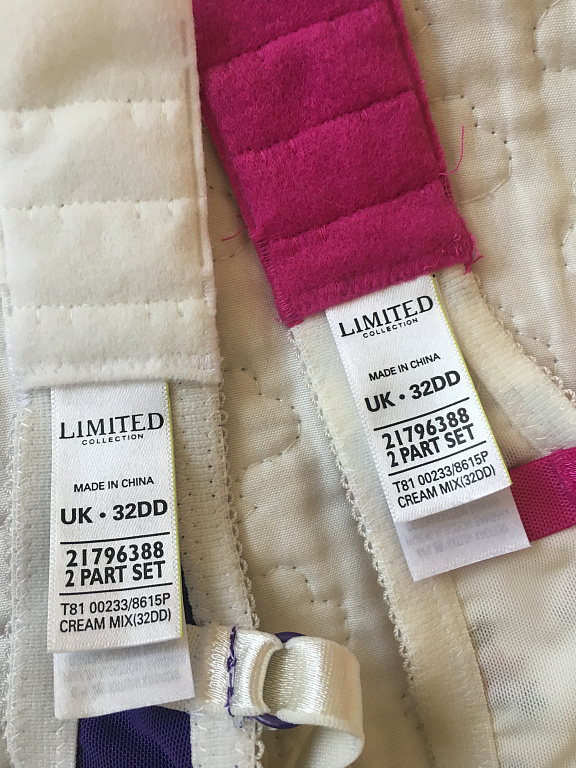 LIMITED
COLLECTION
MADE IN CHINA
UK • 32DD
21796388
2 PART SET
T81 00233/8615P
CREAM MIX(32DD)
LIMITED
COLLECTION
MADE IN CHINA
UK • 32DD
21796388
2 PART SET
T81 00233/8615P
CREAM MIX(32DD)